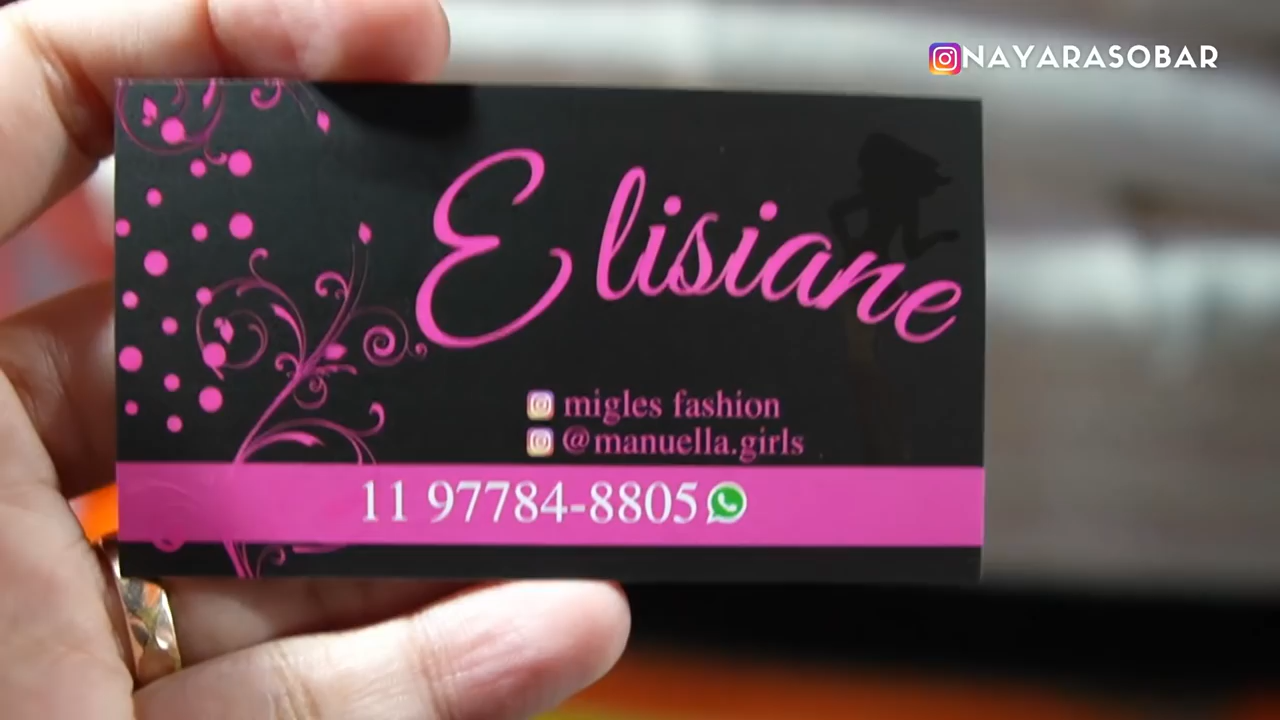 NAYARASOBAR
Elisiane
migles fashion
@manuella.girls
11 97784-8805